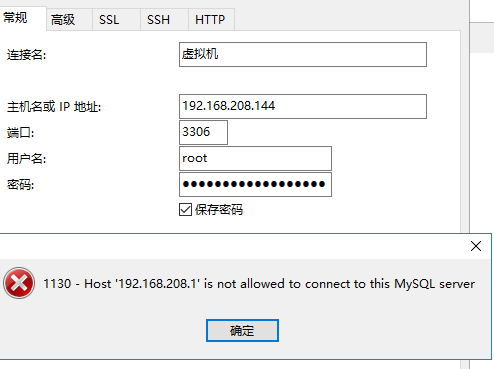 常规 高级 SSL SSH HTTP
连接名: 虚拟机
主机名或 IP 地址: 192.168.208.144
端口: 3306
用户名: root
密码: ●●●●●●●●●●●●●●●●●●
保存密码
1130 - Host '192.168.208.1' is not allowed to connect to this MySQL server
确定